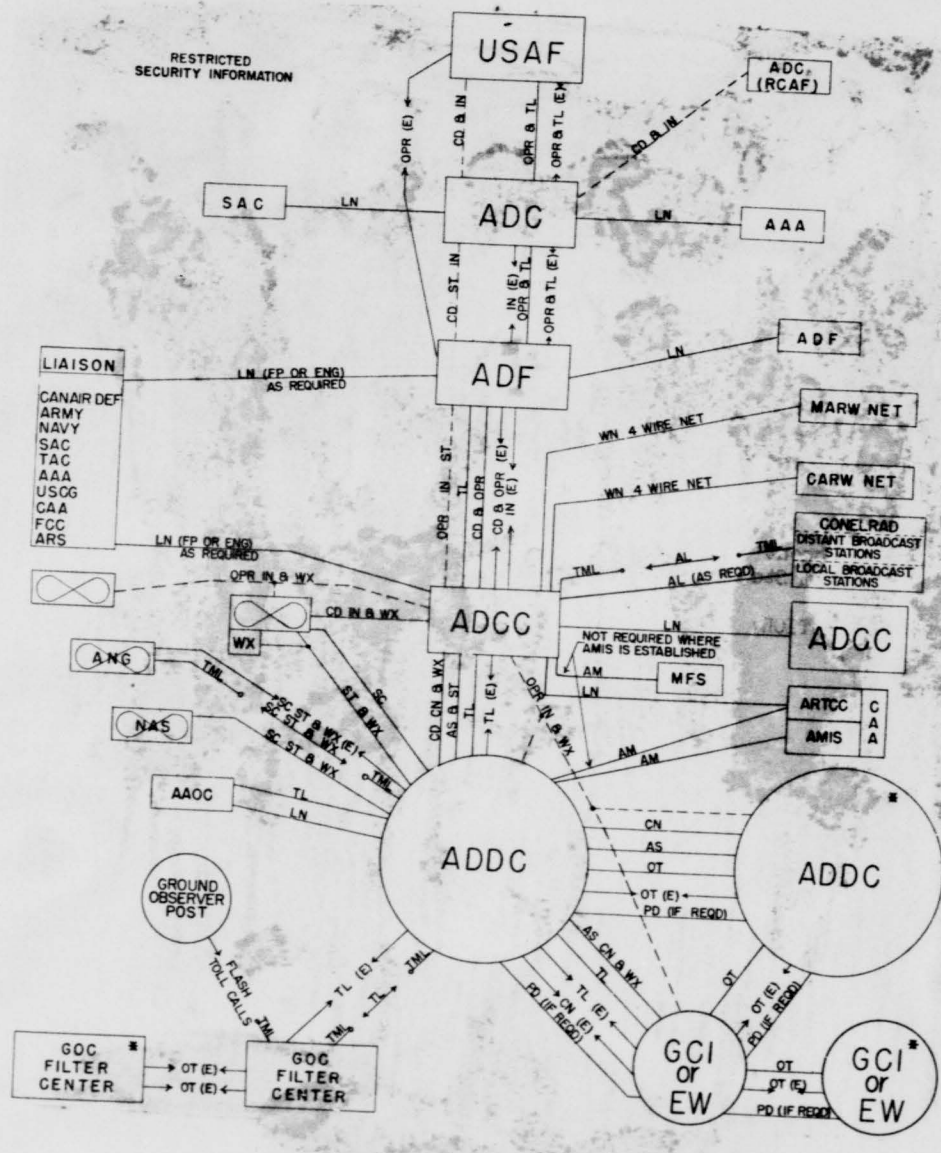 RESTRICTED
SECURITY INFORMATION
USAF
ADC
(RCAF)
OPR (E)
CD & IN
OPR & TL
OPR & TL (E)
CD & IN
SAC
LN
ADC
LN
AAA
CD ST IN
IN (E)
OPR & TL
OPR & TL (E)
LIAISON
CANAIR DEF
ARMY
NAVY
SAC
TAC
AAA
USCG
CAA
FCC
ARS
LN (FP OR ENG)
AS REQUIRED
ADF
LN
ADF
OPR IN ST
TL
CD & OPR
CD & OPR (E)
IN (E)
WN 4 WIRE NET
MARW NET
WN 4 WIRE NET
CARW NET
CONELRAD
DISTANT BROADCAST
STATIONS
LOCAL BROADCAST
STATIONS
TML
AL
TML
AL (AS REQD)
LN (FP OR ENG)
AS REQUIRED
OPR IN & WX
CD IN & WX
WX
ADCC
LN
ADCC
NOT REQUIRED WHERE
AMIS IS ESTABLISHED
AM
MFS
LN
ARTCC
AMIS
CAA
AM
AM
ANG
TML
SC ST & WX
SC ST & WX (E)
TML
NAS
SC ST & WX
SC
ST & WX
CD CN & WX
AS & ST
TL
TL (E)
OPR IN & WX
AAOC
TL
LN
ADDC
CN
AS
OT
OT (E)
PD (IF REQD)
*
ADDC
GROUND
OBSERVER
POST
FLASH
TOLL CALLS
TML
TL (E)
TML
TL
TML
AS CN & WX
TL
TL (E)
CN (E)
PD (IF REQD)
OT
OT (E)
PD (IF REQD)
GOC *
FILTER
CENTER
OT (E)
OT (E)
GOC
FILTER
CENTER
GCI
or
EW
OT
OT (E)
PD (IF REQD)
GCI *
or
EW